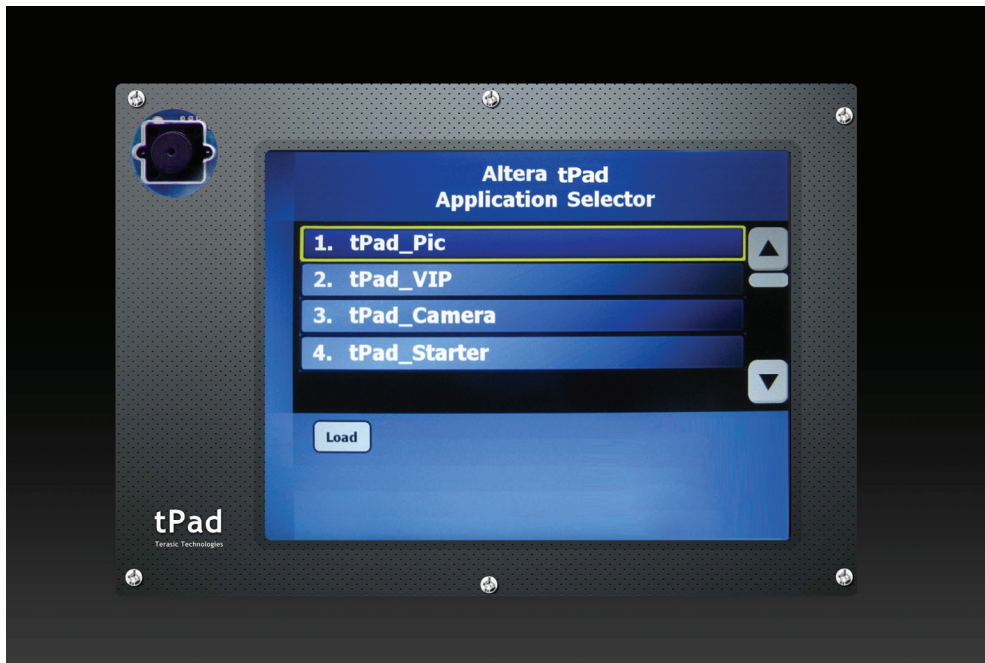 Altera tPad
Application Selector
1. tPad_Pic
2. tPad_VIP
3. tPad_Camera
4. tPad_Starter
Load
tPad
Terasic Technologies